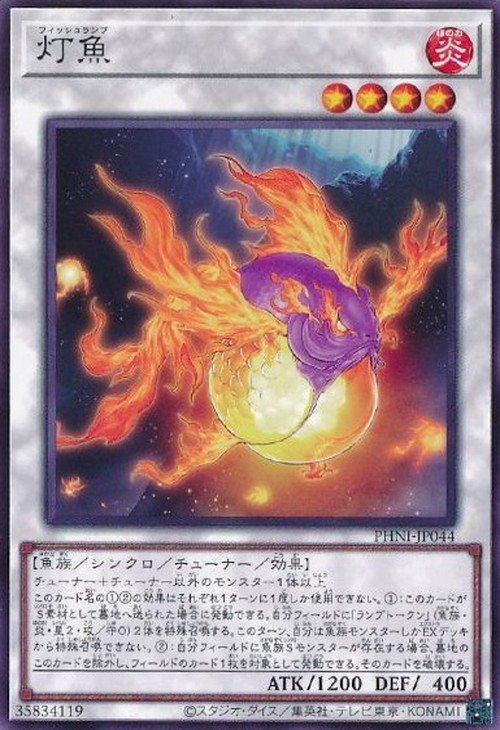 フィッシュランプ
灯魚
ほのお
炎
PHNI-JP044
【魚族／シンクロ／チューナー／効果】
チューナー＋チューナー以外のモンスター1体以上
このカード名の①②の効果はそれぞれ1ターンに1度しか使用できない。①：このカードが
S素材として墓地へ送られた場合に発動できる。自分フィールドに「ランプトークン」（魚族・
炎・星2・攻／守0）2体を特殊召喚する。このターン、自分は魚族モンスターしかEXデッキ
から特殊召喚できない。②：自分フィールドに魚族Sモンスターが存在する場合、墓地の
このカードを除外し、フィールドのカード1枚を対象として発動できる。そのカードを破壊する。
ATK/1200 DEF/ 400
35834119 ©スタジオ・ダイス／集英社・テレビ東京・KONAMI